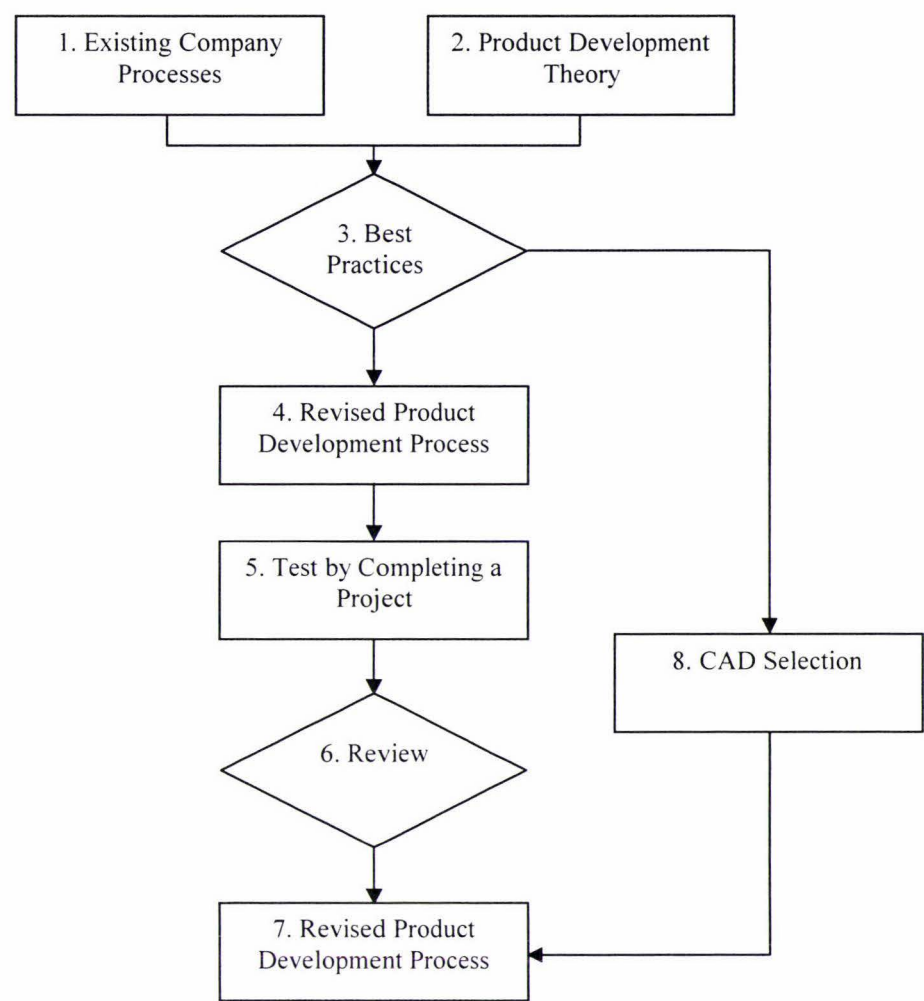 1. Existing Company
Processes
2. Product Development
Theory
3. Best
Practices
4. Revised Product
Development Process
5. Test by Completing a
Project
8. CAD Selection
6. Review
7. Revised Product
Development Process